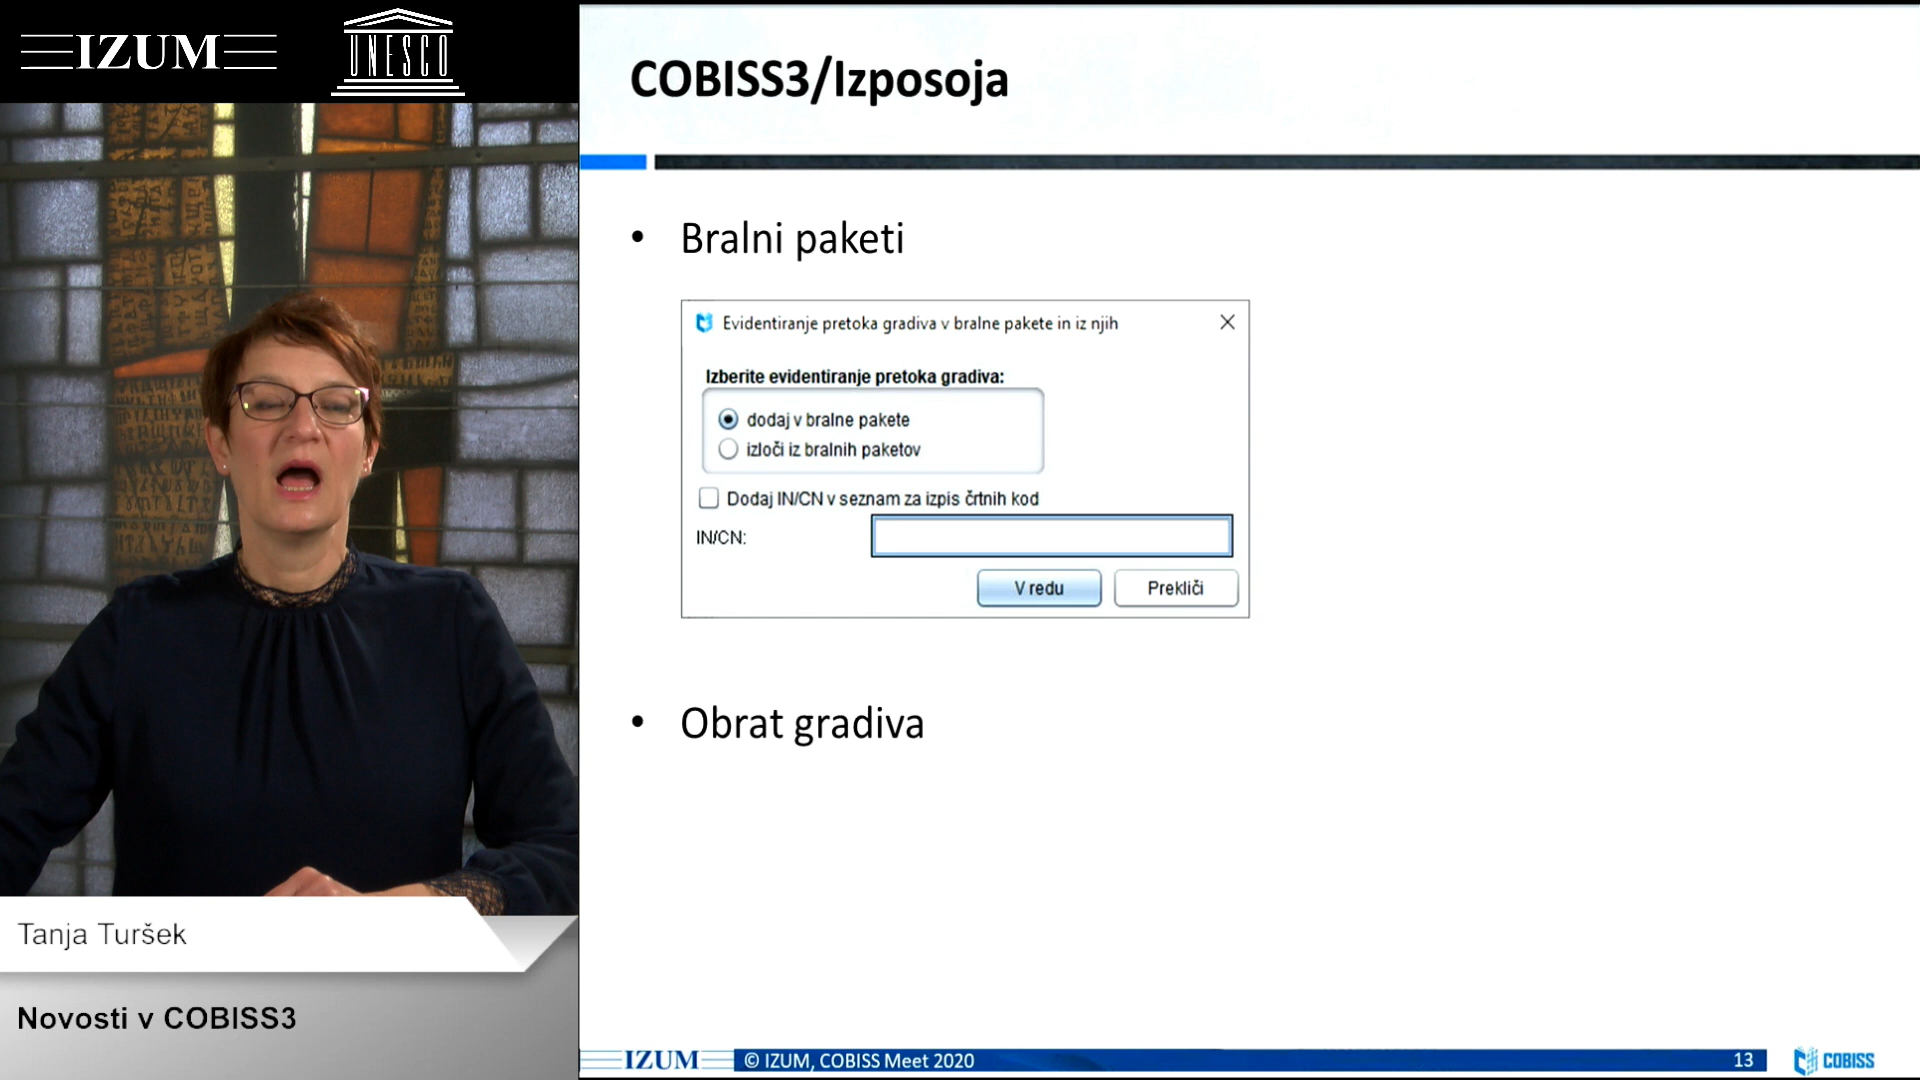 IZUM
UNESCO
COBISS3/Izposoja
• Bralni paketi
Evidentiranje pretoka gradiva v bralne pakete in iz njih
Izberite evidentiranje pretoka gradiva:
dodaj v bralne pakete
izloči iz bralnih paketov
Dodaj IN/CN v seznam za izpis črtnih kod
IN/CN:
V redu
Prekliči
• Obrat gradiva
Tanja Turšek
Novosti v COBISS3
IZUM
© IZUM, COBISS Meet 2020
13
COBISS